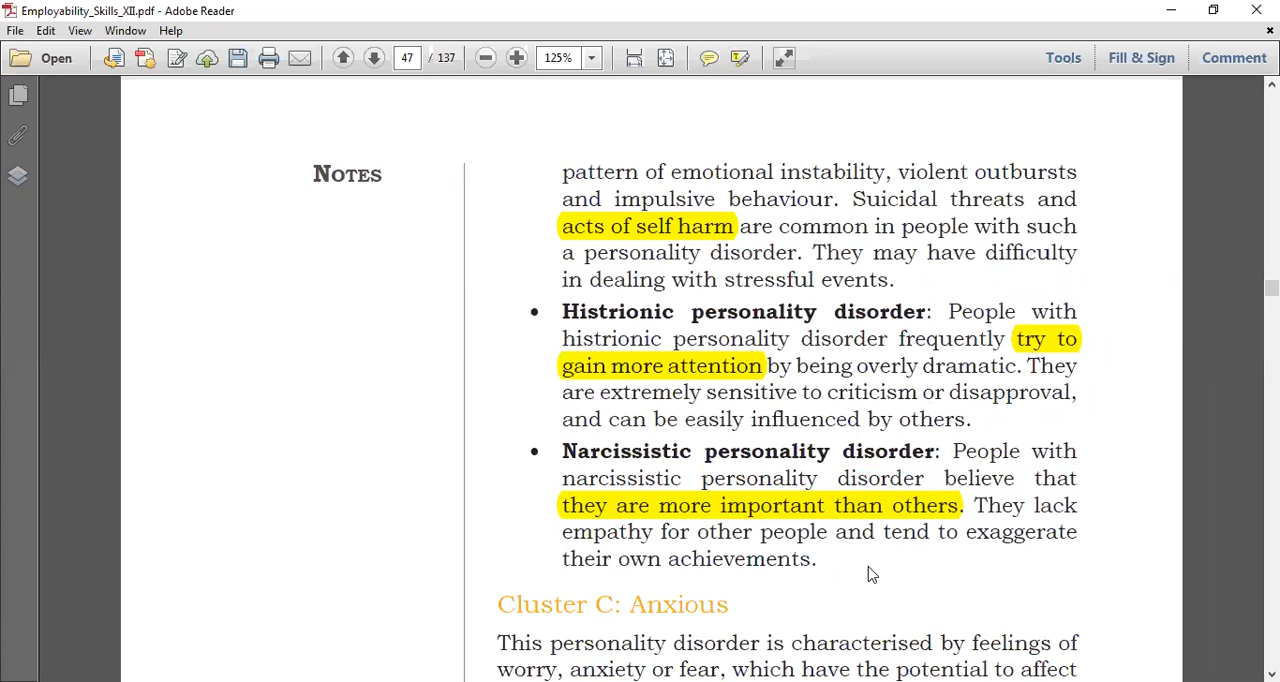 Employability_Skills_XII.pdf - Adobe Reader
File Edit View Window Help
Open 47 / 137 125% Tools Fill & Sign Comment
NOTES
pattern of emotional instability, violent outbursts
and impulsive behaviour. Suicidal threats and
acts of self harm are common in people with such
a personality disorder. They may have difficulty
in dealing with stressful events.
• Histrionic personality disorder: People with
histrionic personality disorder frequently try to
gain more attention by being overly dramatic. They
are extremely sensitive to criticism or disapproval,
and can be easily influenced by others.
• Narcissistic personality disorder: People with
narcissistic personality disorder believe that
they are more important than others. They lack
empathy for other people and tend to exaggerate
their own achievements.
Cluster C: Anxious
This personality disorder is characterised by feelings of
worry, anxiety or fear, which have the potential to affect